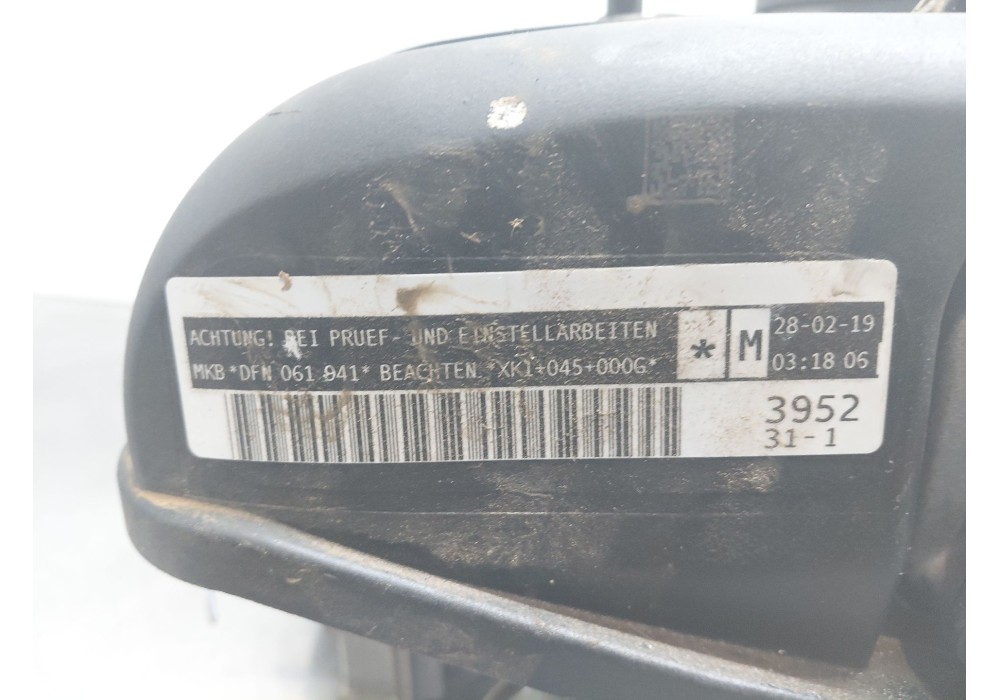 ACHTUNG! BEI PRUEF- UND EINSTELLARBEITEN
MKB *DFN 061 941* BEACHTEN *XK1+045+000G*
*
M
28-02-19
03:18 06
3952
31-1